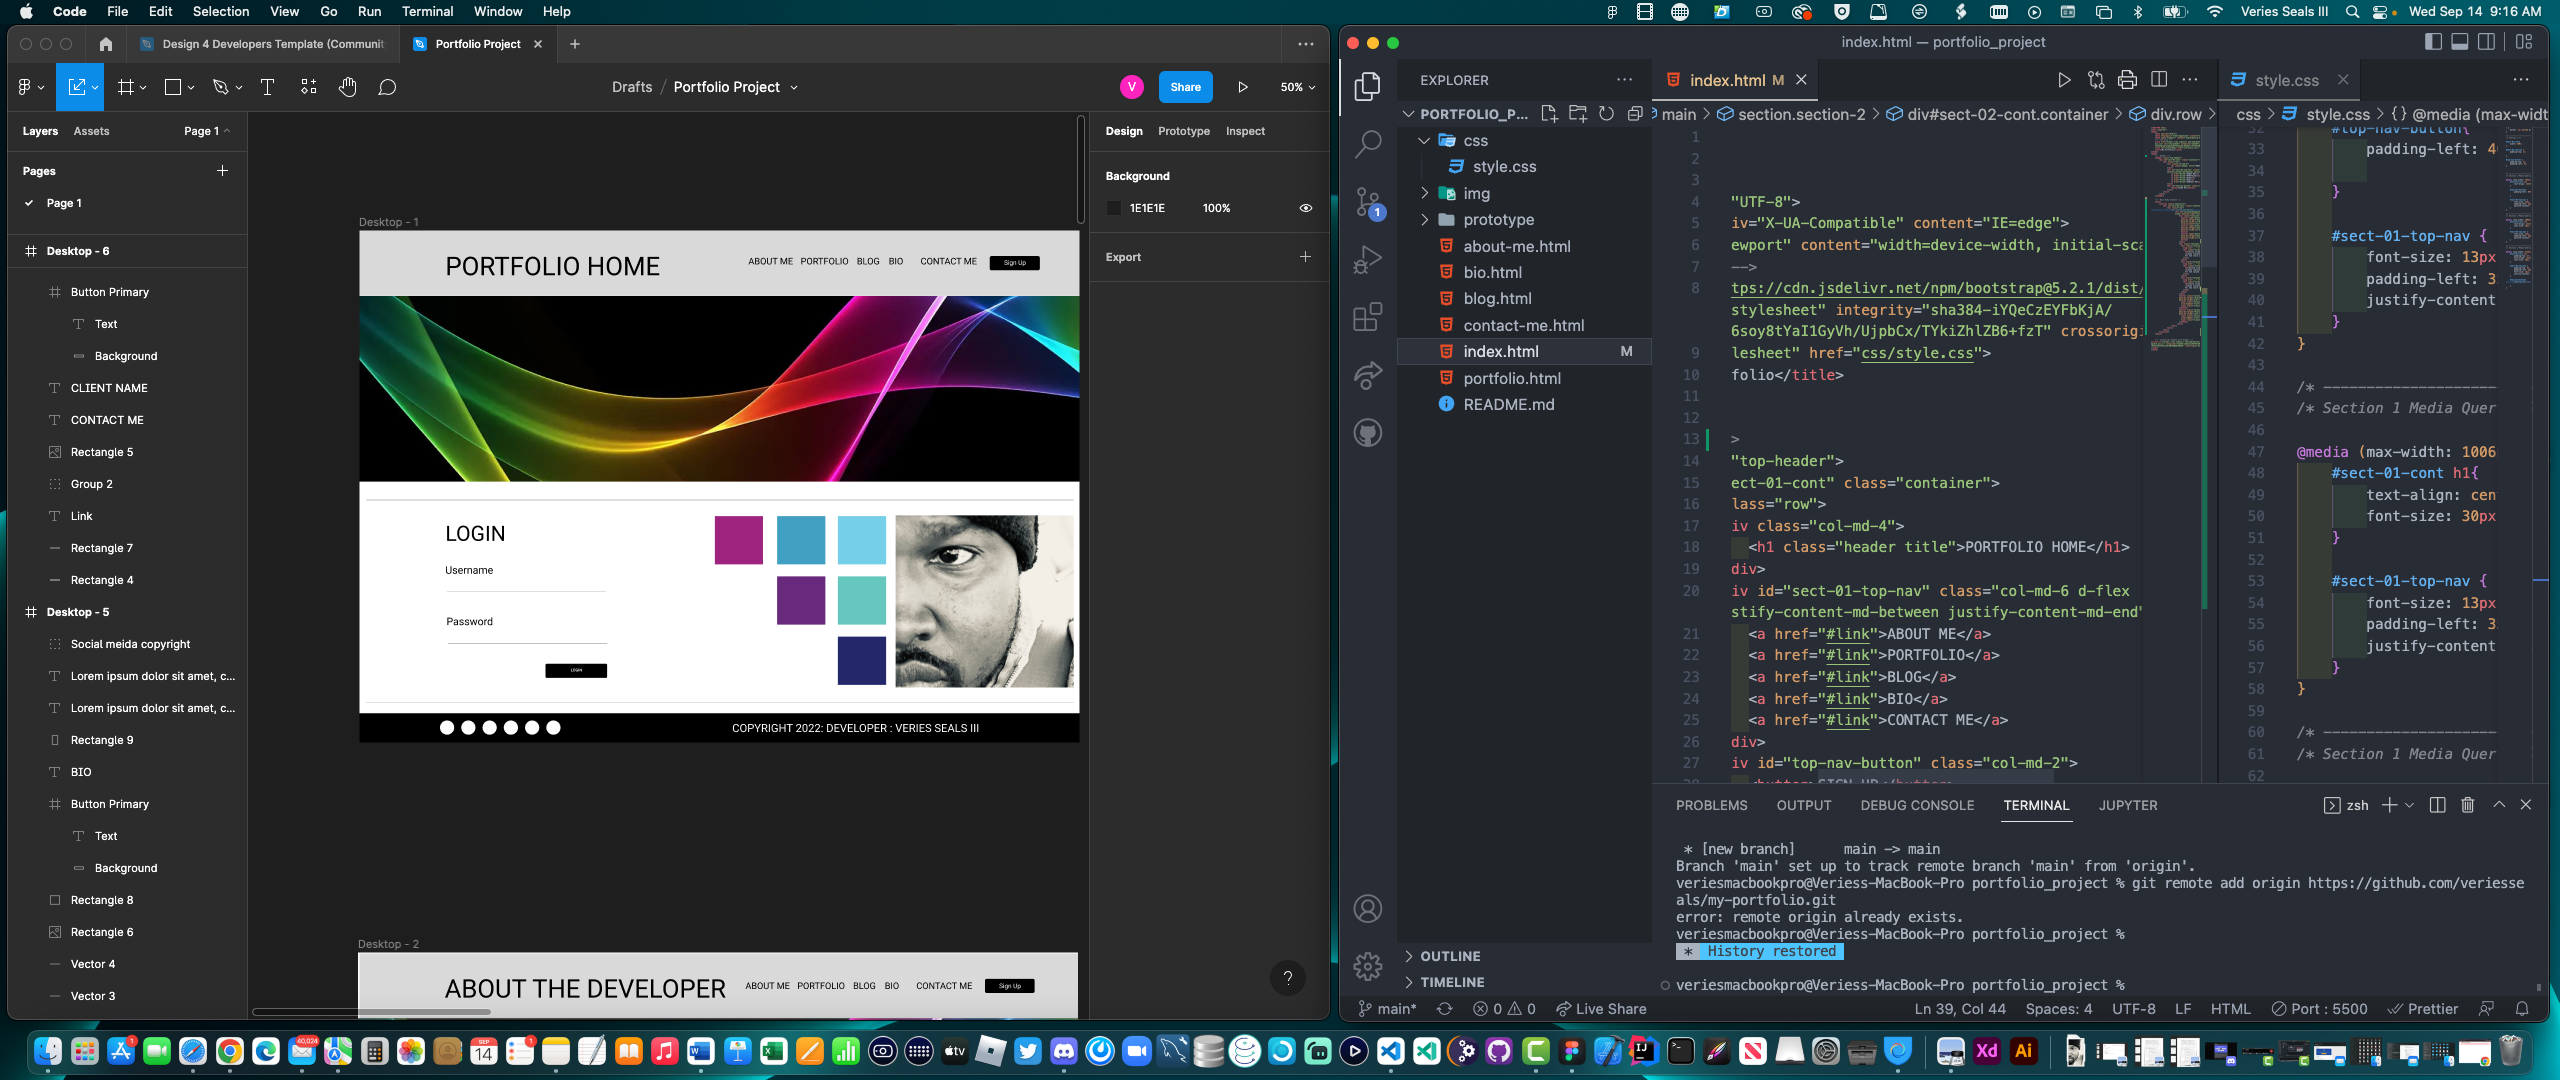 Code File Edit Selection View Go Run Terminal Window Help
Veries Seals III Wed Sep 14 9:16 AM
Design 4 Developers Template (Communit
Portfolio Project
Drafts / Portfolio Project
V
Share
50%
Layers Assets Page 1
Pages
Page 1
Desktop - 6
Button Primary
Text
Background
CLIENT NAME
CONTACT ME
Rectangle 5
Group 2
Link
Rectangle 7
Rectangle 4
Desktop - 5
Social meida copyright
Lorem ipsum dolor sit amet, c...
Lorem ipsum dolor sit amet, c...
Rectangle 9
BIO
Button Primary
Text
Background
Rectangle 8
Rectangle 6
Vector 4
Vector 3
Desktop - 1
PORTFOLIO HOME
ABOUT ME PORTFOLIO BLOG BIO CONTACT ME Sign Up
LOGIN
Username
Password
LOGIN
COPYRIGHT 2022: DEVELOPER : VERIES SEALS III
Desktop - 2
ABOUT THE DEVELOPER
ABOUT ME PORTFOLIO BLOG BIO CONTACT ME Sign Up
Design Prototype Inspect
Background
1E1E1E 100%
Export
?
index.html — portfolio_project
EXPLORER
PORTFOLIO_P...
css
style.css
img
prototype
about-me.html
bio.html
blog.html
contact-me.html
index.html M
portfolio.html
README.md
OUTLINE
TIMELINE
1
index.html M
main > section.section-2 > div#sect-02-cont.container > div.row >
1
2
3
4 "UTF-8">
5 iv="X-UA-Compatible" content="IE=edge">
6 ewport" content="width=device-width, initial-sca
7 -->
8 tps://cdn.jsdelivr.net/npm/bootstrap@5.2.1/dist/
stylesheet" integrity="sha384-iYQeCzEYFbKjA/
6soy8tYaI1GyVh/UjpbCx/TYkiZhlZB6+fzT" crossorigi
9 lesheet" href="css/style.css">
10 folio</title>
11
12
13 >
14 "top-header">
15 ect-01-cont" class="container">
16 lass="row">
17 iv class="col-md-4">
18 <h1 class="header title">PORTFOLIO HOME</h1>
19 div>
20 iv id="sect-01-top-nav" class="col-md-6 d-flex
stify-content-md-between justify-content-md-end"
21 <a href="#link">ABOUT ME</a>
22 <a href="#link">PORTFOLIO</a>
23 <a href="#link">BLOG</a>
24 <a href="#link">BIO</a>
25 <a href="#link">CONTACT ME</a>
26 div>
27 iv id="top-nav-button" class="col-md-2">
28 <button>SIGN UP</button>
style.css
css > style.css > {} @media (max-widt
32 #top-nav-button{
33 padding-left: 4
34
35 }
36
37 #sect-01-top-nav {
38 font-size: 13px
39 padding-left: 3
40 justify-content
41 }
42 }
43
44 /* --------------------
45 /* Section 1 Media Quer
46
47 @media (max-width: 1006
48 #sect-01-cont h1{
49 text-align: cen
50 font-size: 30px
51 }
52
53 #sect-01-top-nav {
54 font-size: 13px
55 padding-left: 3
56 justify-content
57 }
58 }
59
60 /* --------------------
61 /* Section 1 Media Quer
62
PROBLEMS OUTPUT DEBUG CONSOLE TERMINAL JUPYTER
zsh
* [new branch] main -> main
Branch 'main' set up to track remote branch 'main' from 'origin'.
veriesmacbookpro@Veriess-MacBook-Pro portfolio_project % git remote add origin https://github.com/veriesse
als/my-portfolio.git
error: remote origin already exists.
veriesmacbookpro@Veriess-MacBook-Pro portfolio_project %
* History restored
veriesmacbookpro@Veriess-MacBook-Pro portfolio_project %
main* 0 0 Live Share Ln 39, Col 44 Spaces: 4 UTF-8 LF HTML Port : 5500 Prettier
1 40,024 SEP 14 1 tv Xd Ai